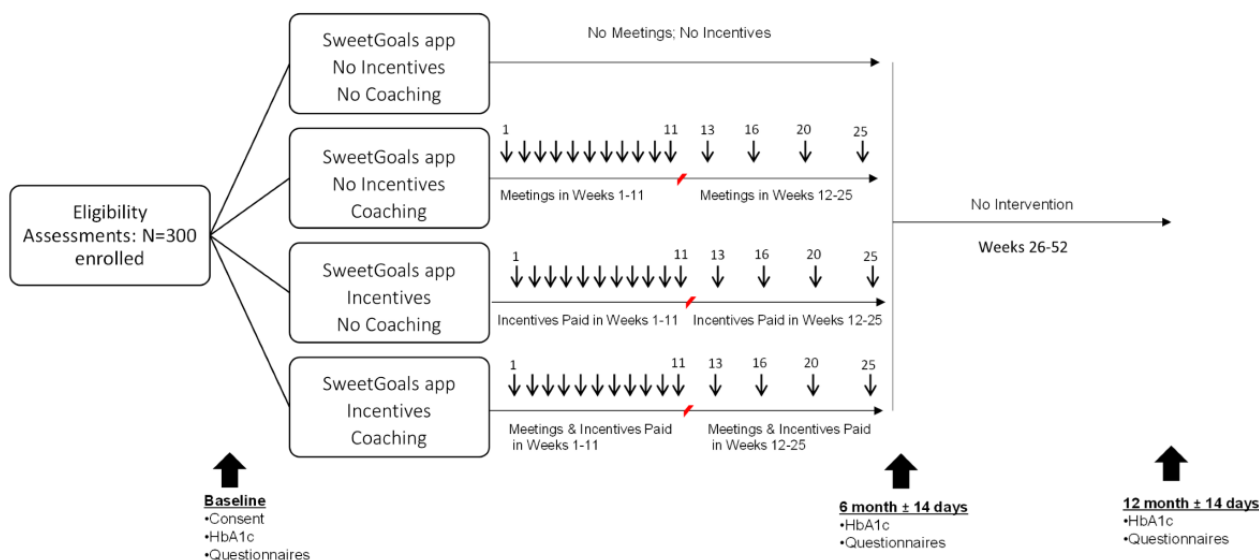 Eligibility
Assessments: N=300
enrolled
SweetGoals app
No Incentives
No Coaching
No Meetings; No Incentives
SweetGoals app
No Incentives
Coaching
1
11
13
16
20
25
Meetings in Weeks 1-11
Meetings in Weeks 12-25
SweetGoals app
Incentives
No Coaching
1
11
13
16
20
25
Incentives Paid in Weeks 1-11
Incentives Paid in Weeks 12-25
SweetGoals app
Incentives
Coaching
1
11
13
16
20
25
Meetings & Incentives Paid
in Weeks 1-11
Meetings & Incentives Paid
in Weeks 12-25
No Intervention
Weeks 26-52
Baseline
•Consent
•HbA1c
•Questionnaires
6 month ± 14 days
•HbA1c
•Questionnaires
12 month ± 14 days
•HbA1c
•Questionnaires